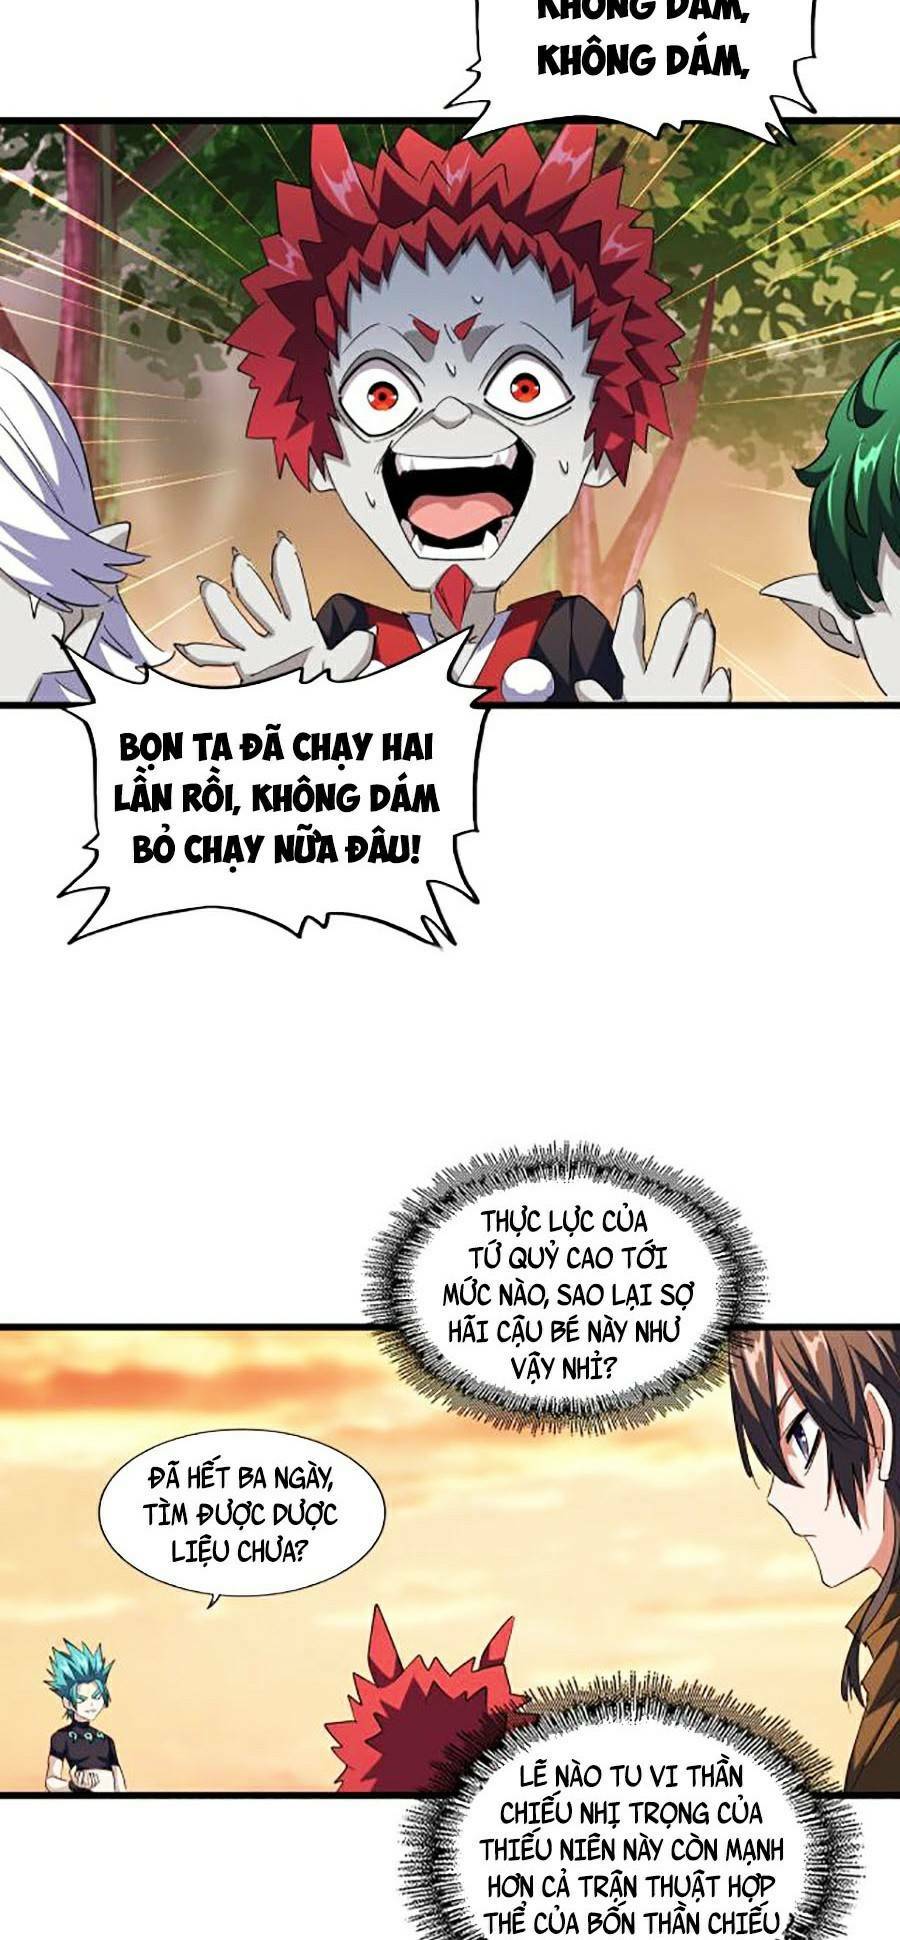 KHÔNG DÁM,
KHÔNG DÁM,
BỌN TA ĐÃ CHẠY HAI
LẦN RỒI, KHÔNG DÁM
BỎ CHẠY NỮA ĐÂU!
THỰC LỰC CỦA
TỨ QUỶ CAO TỚI
MỨC NÀO, SAO LẠI SỢ
HÃI CẬU BÉ NÀY NHƯ
VẬY NHỈ?
ĐÃ HẾT BA NGÀY,
TÌM ĐƯỢC DƯỢC
LIỆU CHƯA?
LẼ NÀO TU VI THẦN
CHIẾU NHỊ TRỌNG CỦA
THIẾU NIÊN NÀY CÒN MẠNH
HƠN CẢ TRẬN THUẬT HỢP
THỂ CỦA BỐN THẦN CHIẾU